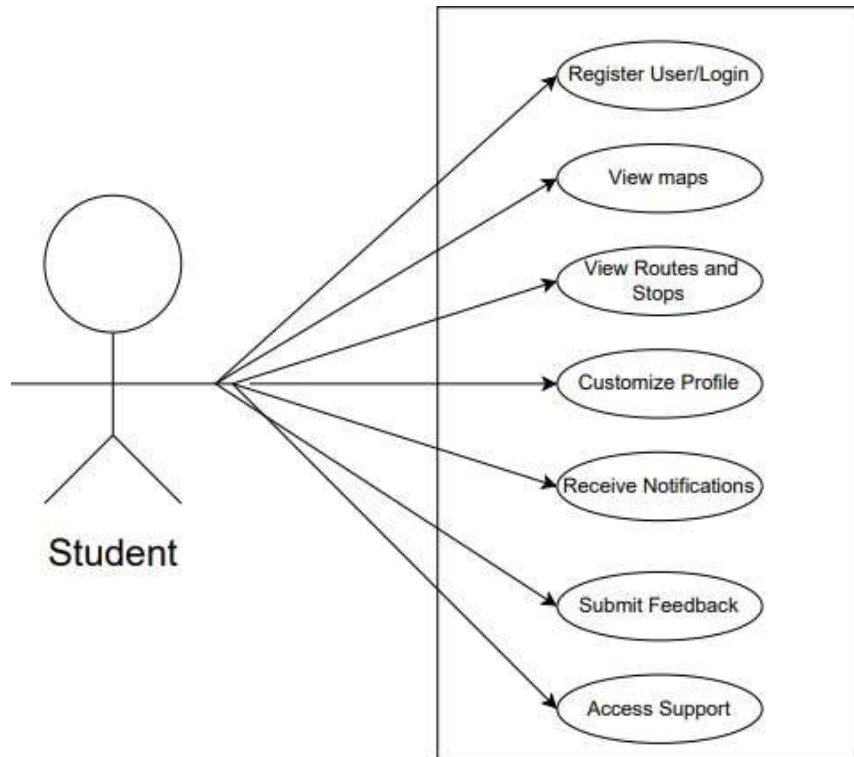 Register User/Login
View maps
View Routes and
Stops
Customize Profile
Receive Notifications
Student
Submit Feedback
Access Support